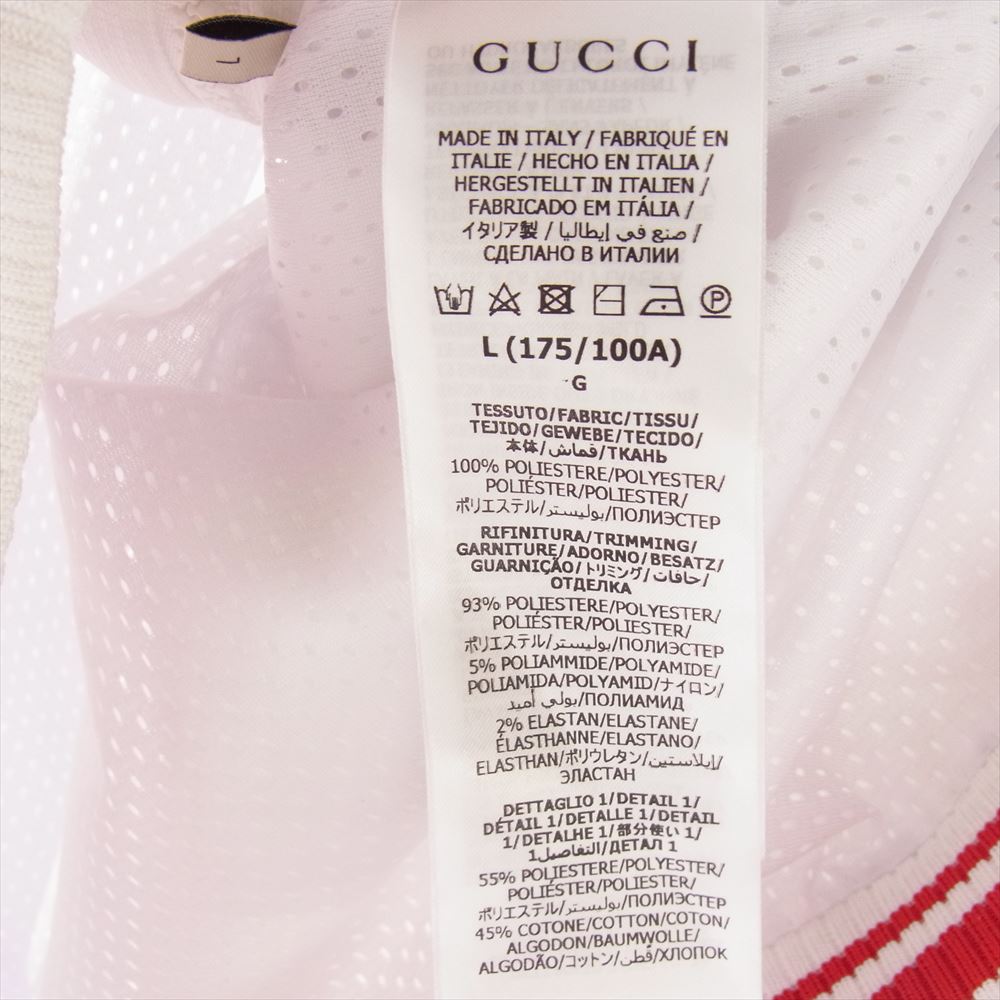 L
GUCCI
MADE IN ITALY / FABRIQUÉ EN
ITALIE / HECHO EN ITALIA /
HERGESTELLT IN ITALIEN /
FABRICADO EM ITÁLIA /
イタリア製 / صنع في إيطاليا /
СДЕЛАНО В ИТАЛИИ
P
L (175/100A)
G
TESSUTO/FABRIC/TISSU/
TEJIDO/GEWEBE/TECIDO/
本体/قماش/ТКАНЬ
100% POLIESTERE/POLYESTER/
POLIÉSTER/POLIESTER/
ポリエステル/بوليستر/ПОЛИЭСТЕР
RIFINITURA/TRIMMING/
GARNITURE/ADORNO/BESATZ/
GUARNIÇÃO/トリミング/حافات/
ОТДЕЛКА
93% POLIESTERE/POLYESTER/
POLIÉSTER/POLIESTER/
ポリエステル/بوليستر/ПОЛИЭСТЕР
5% POLIAMMIDE/POLYAMIDE/
POLIAMIDA/POLYAMID/ナイロン/
بولي أميد/ПОЛИАМИД
2% ELASTAN/ELASTANE/
ÉLASTHANNE/ELASTANO/
ELASTHAN/ポリウレタン/إيلاستين/
ЭЛАСТАН
DETTAGLIO 1/DETAIL 1/
DÉTAIL 1/DETALLE 1/DETAIL
1/DETALHE 1/部分使い 1/
التفاصيل1/ДЕТАЛ 1
55% POLIESTERE/POLYESTER/
POLIÉSTER/POLIESTER/
ポリエステル/بوليستر/ПОЛИЭСТЕР
45% COTONE/COTTON/COTON/
ALGODON/BAUMWOLLE/
ALGODÃO/コットン/قطن/ХЛОПОК